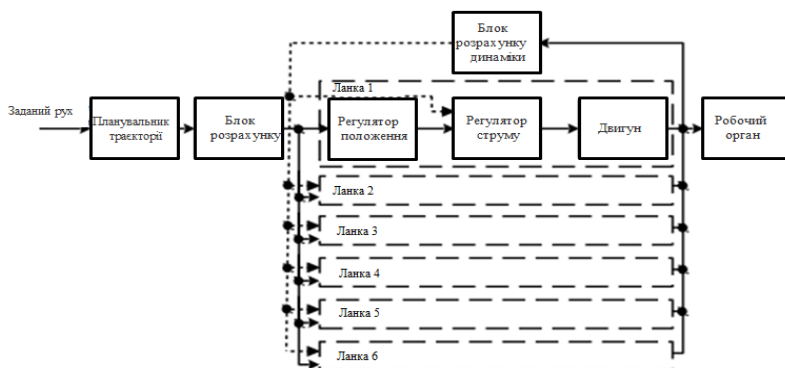 Блок
розрахунку
динаміки
Ланка 1
Заданий рух
Планувальник
траєкторії
Блок
розрахунку
Регулятор
положення
Регулятор
струму
Двигун
Робочий
орган
Ланка 2
Ланка 3
Ланка 4
Ланка 5
Ланка 6